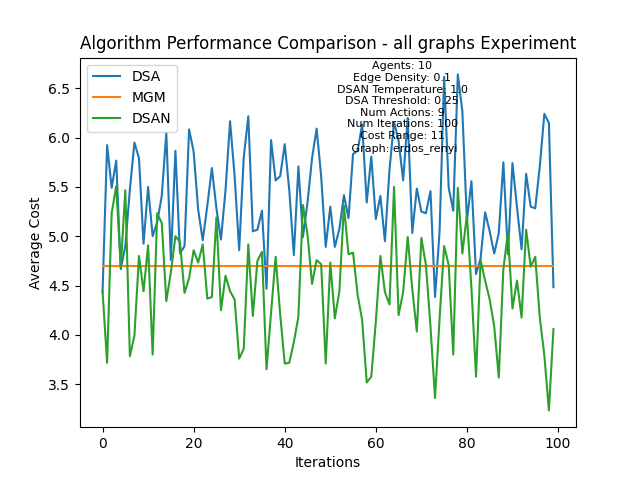 Algorithm Performance Comparison - all graphs Experiment
DSA
MGM
DSAN
Agents: 10
Edge Density: 0.1
DSAN Temperature: 1.0
DSA Threshold: 0.25
Num Actions: 9
Num Iterations: 100
Cost Range: 11
Graph: erdos_renyi
Average Cost
6.5
6.0
5.5
5.0
4.5
4.0
3.5
0
20
40
60
80
100
Iterations